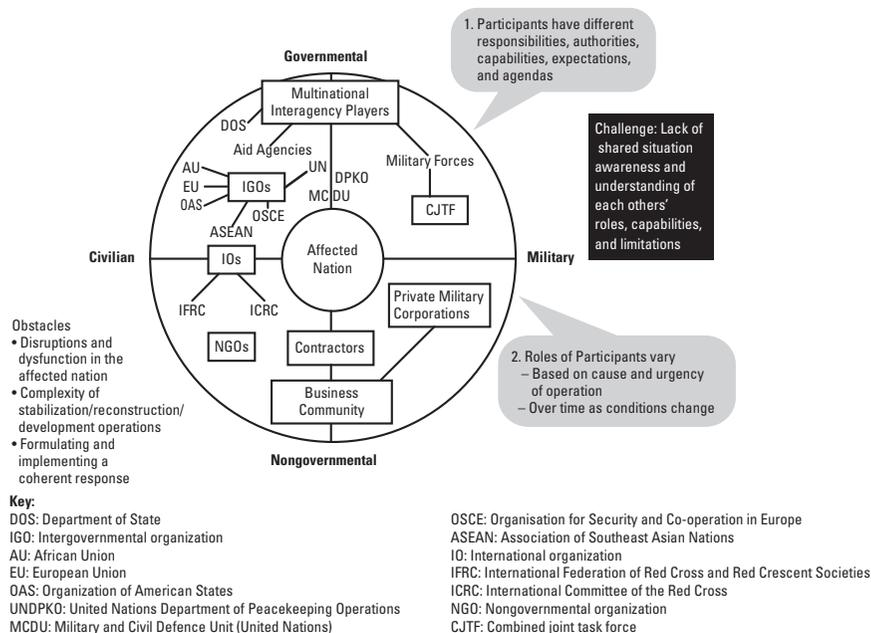 1. Participants have different
responsibilities, authorities,
capabilities, expectations,
and agendas
Governmental
Multinational
Interagency Players
DOS
Aid Agencies
UN
DPKO
MCDU
Military Forces
CJTF
AU
EU
OAS
IGOs
OSCE
ASEAN
Challenge: Lack of
shared situation
awareness and
understanding of
each others'
roles, capabilities,
and limitations
Civilian
IOs
Affected
Nation
Military
IFRC
ICRC
Private Military
Corporations
NGOs
Contractors
Business
Community
Nongovernmental
2. Roles of Participants vary
– Based on cause and urgency
of operation
– Over time as conditions change
Obstacles
• Disruptions and
dysfunction in the
affected nation
• Complexity of
stabilization/reconstruction/
development operations
• Formulating and
implementing a
coherent response
Key:
DOS: Department of State
IGO: Intergovernmental organization
AU: African Union
EU: European Union
OAS: Organization of American States
UNDPKO: United Nations Department of Peacekeeping Operations
MCDU: Military and Civil Defence Unit (United Nations)
OSCE: Organisation for Security and Co-operation in Europe
ASEAN: Association of Southeast Asian Nations
IO: International organization
IFRC: International Federation of Red Cross and Red Crescent Societies
ICRC: International Committee of the Red Cross
NGO: Nongovernmental organization
CJTF: Combined joint task force